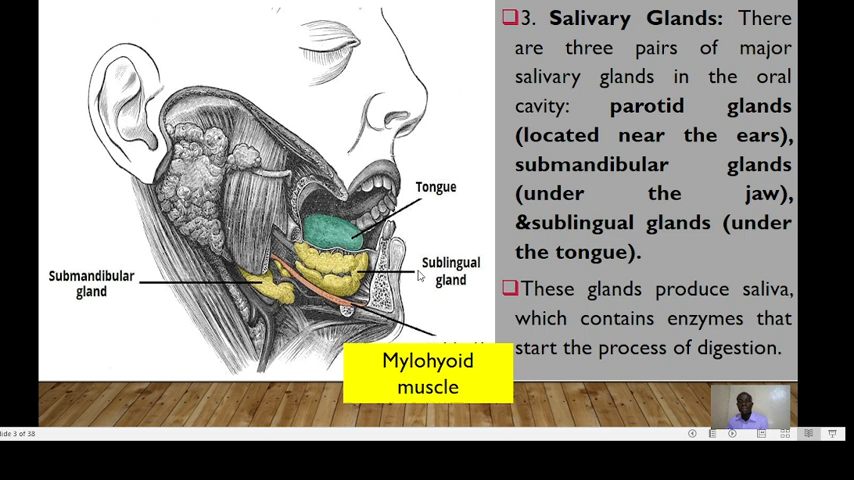 ❑3. Salivary Glands: There
are three pairs of major
salivary glands in the oral
cavity: parotid glands
(located near the ears),
submandibular glands
(under the jaw),
&sublingual glands (under
the tongue).
❑These glands produce saliva,
which contains enzymes that
start the process of digestion.
Tongue
Sublingual
gland
Submandibular
gland
Mylohyoid
muscle
lide 3 of 38